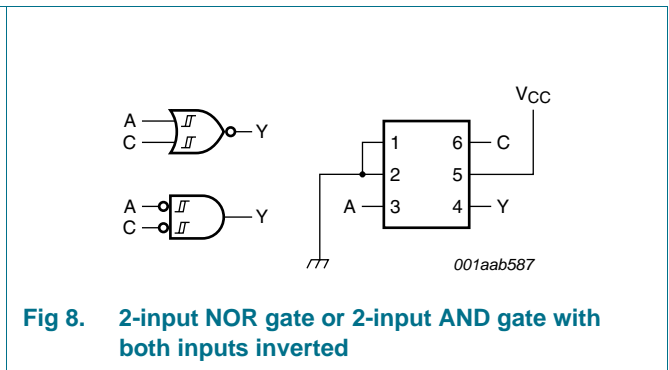 A
C
Y
A
C
Y
VCC
1 6 C
2 5
A 3 4 Y
001aab587
Fig 8. 2-input NOR gate or 2-input AND gate with
both inputs inverted